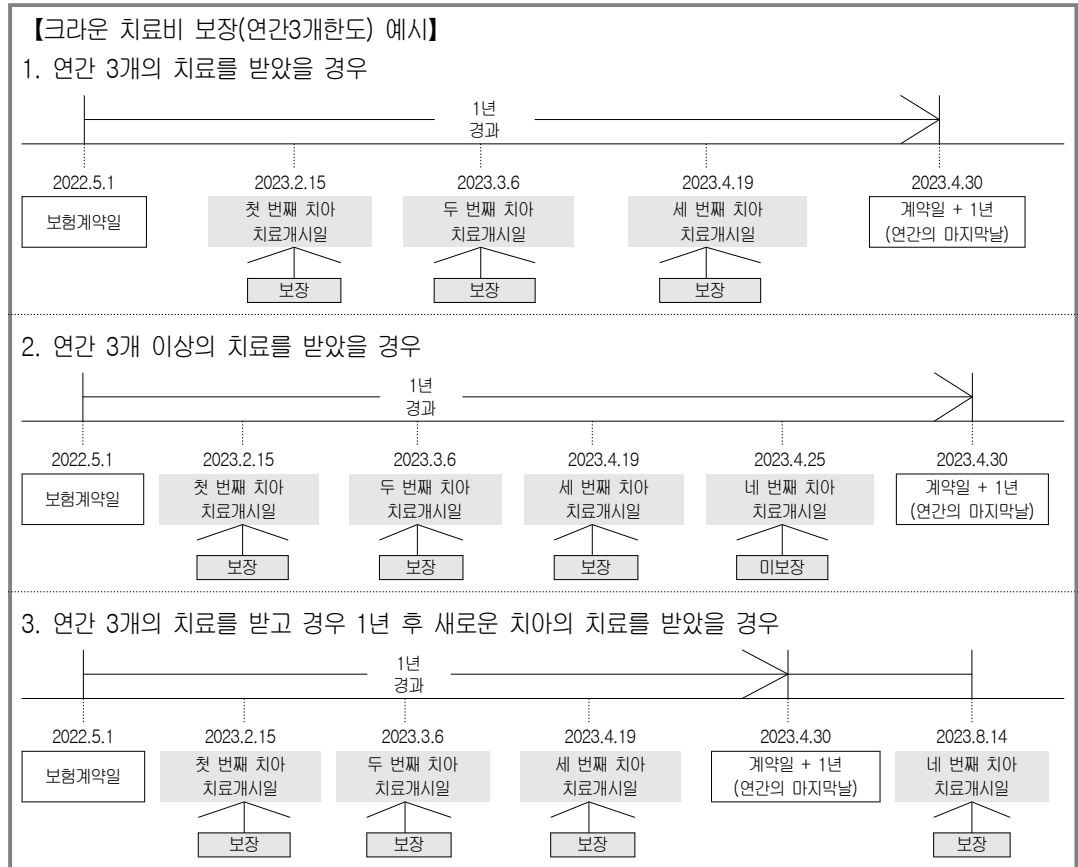 【크라운 치료비 보장(연간3개한도) 예시】
1. 연간 3개의 치료를 받았을 경우
1년
경과
2022.5.1 2023.2.15 2023.3.6 2023.4.19 2023.4.30
보험계약일 첫 번째 치아 두 번째 치아 세 번째 치아 계약일 + 1년
치료개시일 치료개시일 치료개시일 (연간의 마지막날)
보장 보장 보장
2. 연간 3개 이상의 치료를 받았을 경우
1년
경과
2022.5.1 2023.2.15 2023.3.6 2023.4.19 2023.4.25 2023.4.30
보험계약일 첫 번째 치아 두 번째 치아 세 번째 치아 네 번째 치아 계약일 + 1년
치료개시일 치료개시일 치료개시일 치료개시일 (연간의 마지막날)
보장 보장 보장 미보장
3. 연간 3개의 치료를 받고 경우 1년 후 새로운 치아의 치료를 받았을 경우
1년
경과
2022.5.1 2023.2.15 2023.3.6 2023.4.19 2023.4.30 2023.8.14
보험계약일 첫 번째 치아 두 번째 치아 세 번째 치아 계약일 + 1년 네 번째 치아
치료개시일 치료개시일 치료개시일 (연간의 마지막날) 치료개시일
보장 보장 보장 보장